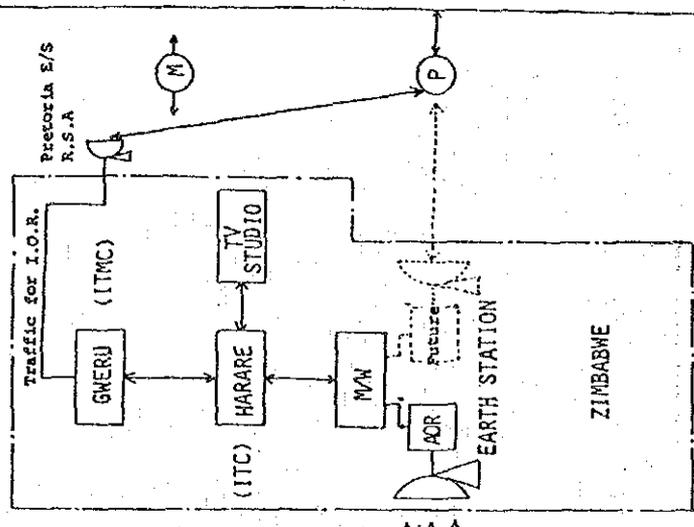 Traffic for I.O.R.
Pretoria E/S
R.S.A
GWERU
(ITMC)
M
(ITC)
HARARE
TV
STUDIO
M/W
AOR
Future
P
EARTH STATION
ZIMBABWE